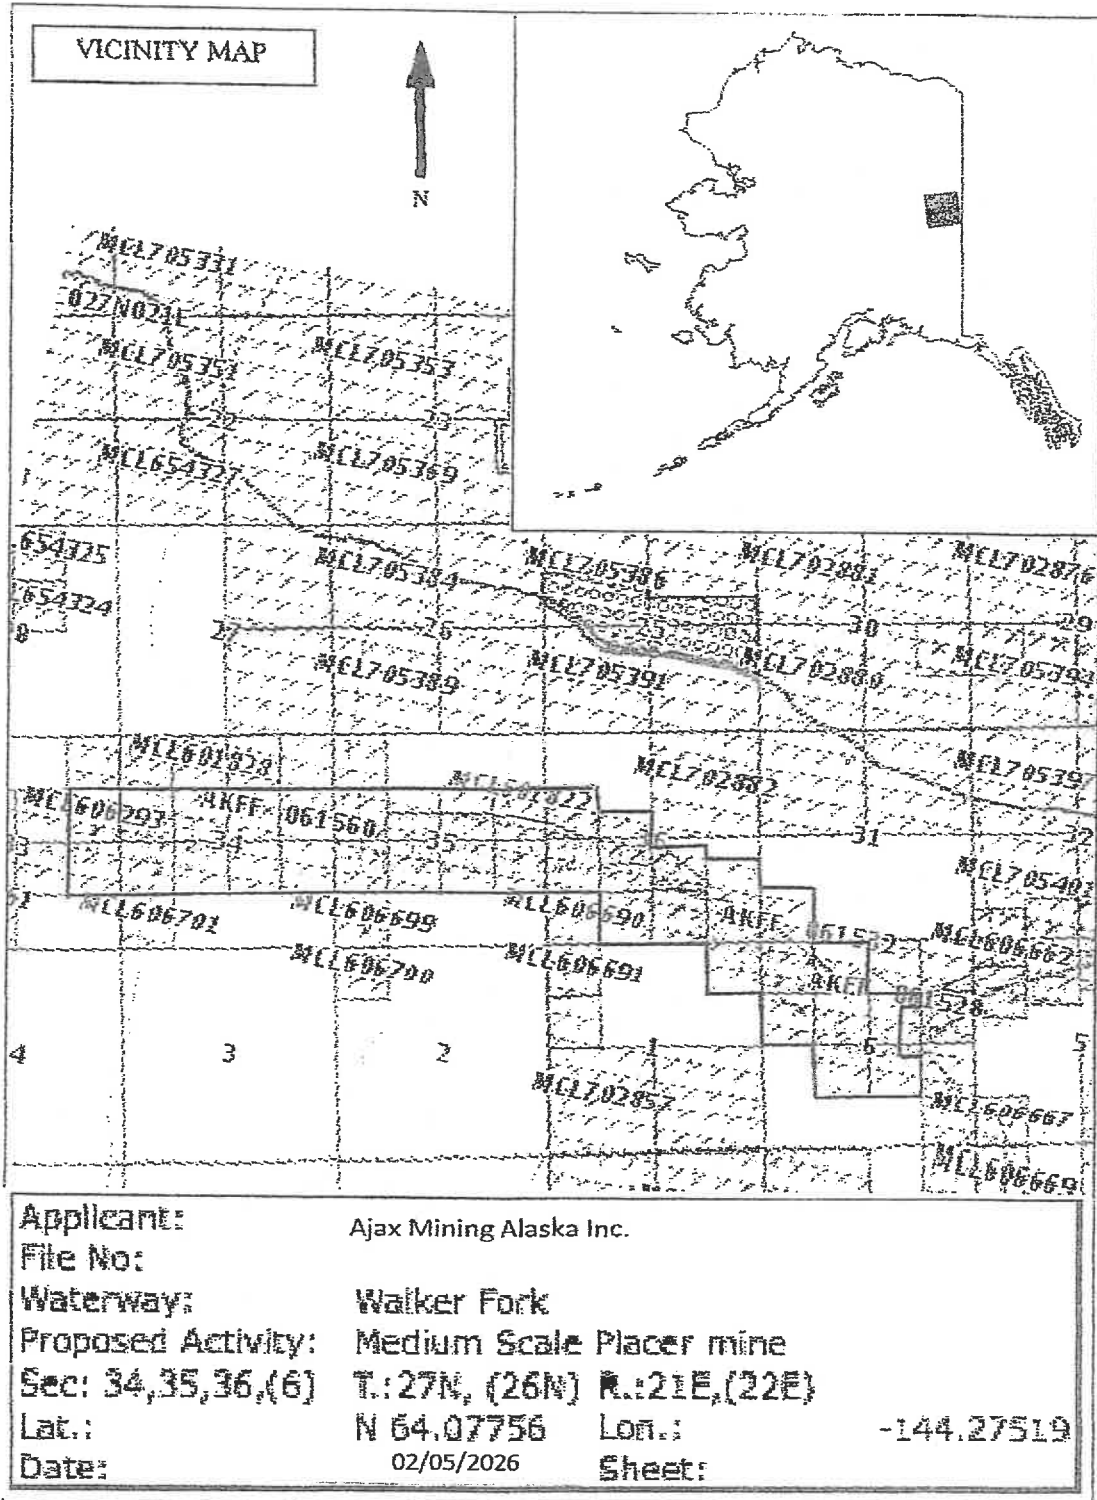 VICINITY MAP
N
MCL705331
027N021E
MCL705351
MCL705353
22
23
MCL654327
MCL705369
654325
MCL705384
MCL705386
MCL702881
MCL702876
654324
27
26
25
30
29
MCL705389
MCL705391
MCL702880
MCL601828
MCL702882
MCL705397
AKFF 061560
34
35
36
31
32
MCL606701
MCL606699
MCL606690
AKFF 061532
MCL606700
MCL606691
AKFF 061528
4
3
2
1
6
5
MCL702857
MCL606667
MCL606669
Applicant: Ajax Mining Alaska Inc.
File No:
Waterway: Walker Fork
Proposed Activity: Medium Scale Placer mine
Sec: 34,35,36,(6) T.:27N, (26N) R.:21E,(22E)
Lat.: N 64.07756 Lon.: -144.27519
Date: 02/05/2026 Sheet: